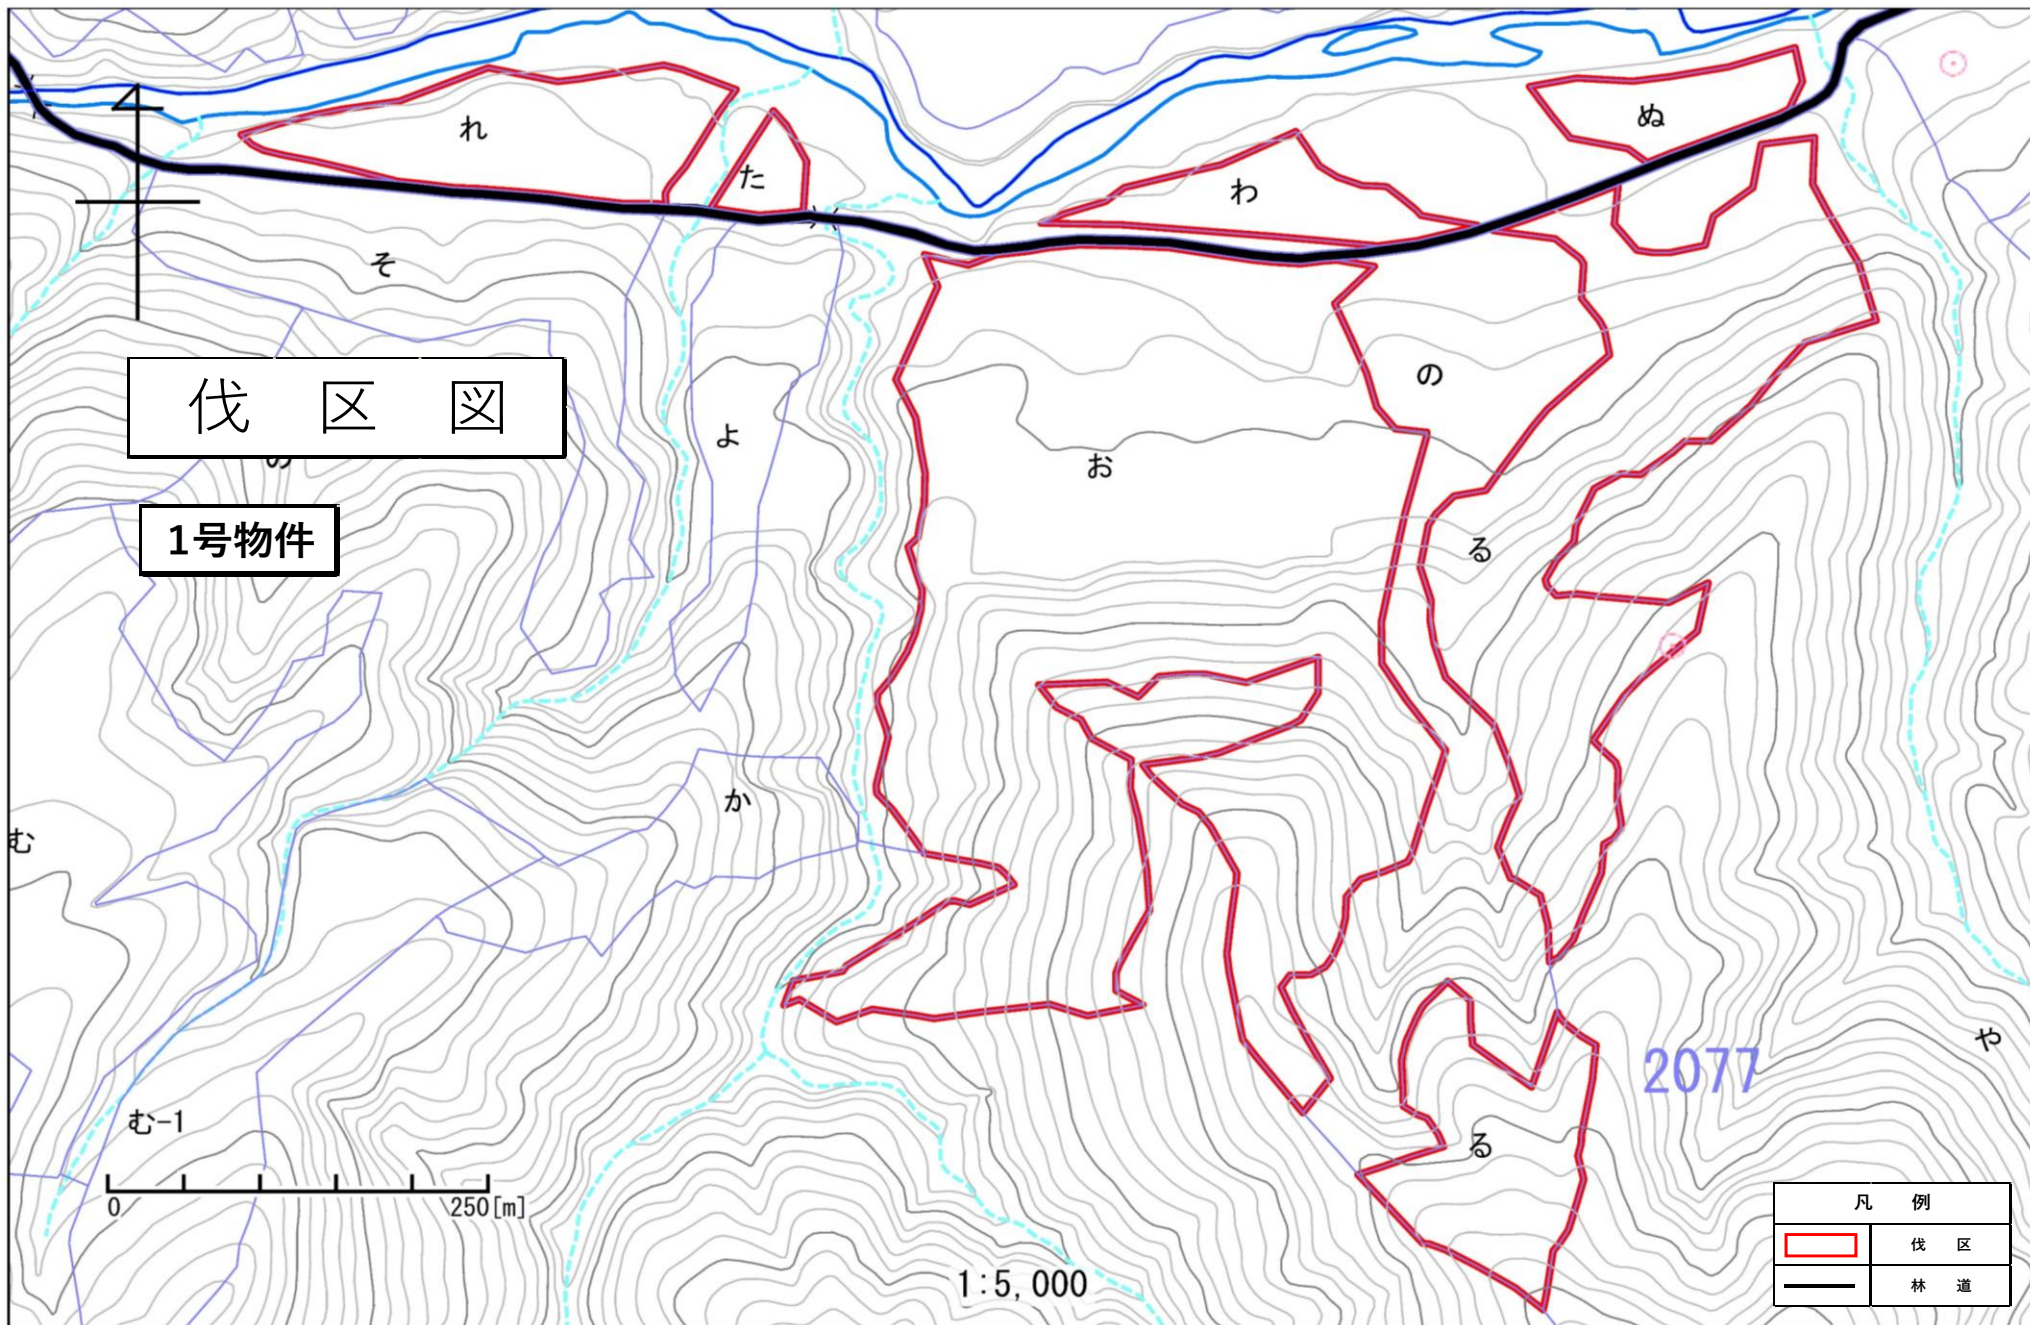 ぬ
れ
た
わ
そ
の
伐 区 図
よ
の
お
1号物件
る
か
む
2077
や
む-1
る
0 250[m]
1:5,000
凡 例
伐 区
林 道